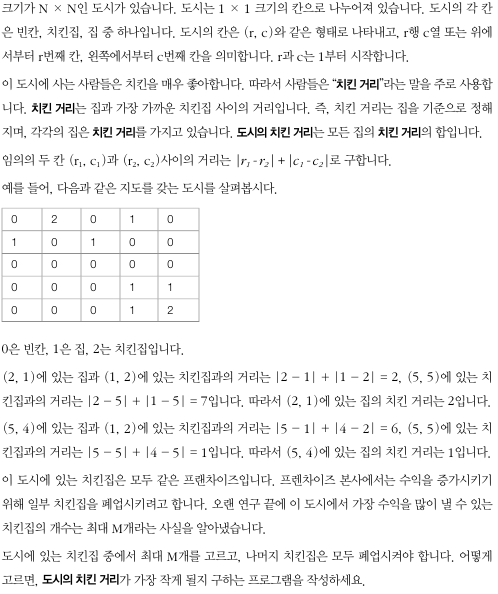 크기가 N × N인 도시가 있습니다. 도시는 1 × 1 크기의 칸으로 나누어져 있습니다. 도시의 각 칸
은 빈칸, 치킨집, 집 중 하나입니다. 도시의 칸은 (r, c)와 같은 형태로 나타내고, r행 c열 또는 위에
서부터 r번째 칸, 왼쪽에서부터 c번째 칸을 의미합니다. r과 c는 1부터 시작합니다.
이 도시에 사는 사람들은 치킨을 매우 좋아합니다. 따라서 사람들은 “치킨 거리”라는 말을 주로 사용합
니다. 치킨 거리는 집과 가장 가까운 치킨집 사이의 거리입니다. 즉, 치킨 거리는 집을 기준으로 정해
지며, 각각의 집은 치킨 거리를 가지고 있습니다. 도시의 치킨 거리는 모든 집의 치킨 거리의 합입니다.
임의의 두 칸 (r₁, c₁)과 (r₂, c₂)사이의 거리는 |r₁-r₂| + |c₁-c₂|로 구합니다.
예를 들어, 다음과 같은 지도를 갖는 도시를 살펴봅시다.
0 2 0 1 0
1 0 1 0 0
0 0 0 0 0
0 0 0 1 1
0 0 0 1 2
0은 빈칸, 1은 집, 2는 치킨집입니다.
(2, 1)에 있는 집과 (1, 2)에 있는 치킨집과의 거리는 |2 − 1| + |1 − 2| = 2, (5, 5)에 있는 치
킨집과의 거리는 |2 − 5| + |1 − 5| = 7입니다. 따라서 (2, 1)에 있는 집의 치킨 거리는 2입니다.
(5, 4)에 있는 집과 (1, 2)에 있는 치킨집과의 거리는 |5 − 1| + |4 − 2| = 6, (5, 5)에 있는 치
킨집과의 거리는 |5 − 5| + |4 − 5| = 1입니다. 따라서 (5, 4)에 있는 집의 치킨 거리는 1입니다.
이 도시에 있는 치킨집은 모두 같은 프랜차이즈입니다. 프렌차이즈 본사에서는 수익을 증가시키기
위해 일부 치킨집을 폐업시키려고 합니다. 오랜 연구 끝에 이 도시에서 가장 수익을 많이 낼 수 있는
치킨집의 개수는 최대 M개라는 사실을 알아냈습니다.
도시에 있는 치킨집 중에서 최대 M개를 고르고, 나머지 치킨집은 모두 폐업시켜야 합니다. 어떻게
고르면, 도시의 치킨 거리가 가장 작게 될지 구하는 프로그램을 작성하세요.